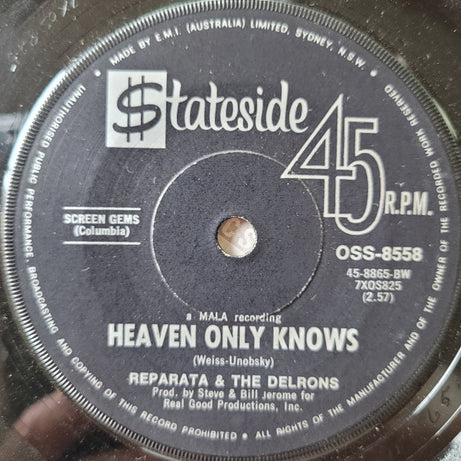 MADE BY E.M.I. (AUSTRALIA) LIMITED, SYDNEY, N.S.W.
UNAUTHORISED PUBLIC PERFORMANCE, BROADCASTING AND COPYING OF THIS RECORD PROHIBITED • ALL RIGHTS OF THE MANUFACTURER AND OF THE OWNER OF THE RECORDED WORK RESERVED
$tateside
45 R.P.M.
SCREEN GEMS
(Columbia)
OSS-8558
45-8865-BW
7XOS825
(2.57)
a MALA recording
HEAVEN ONLY KNOWS
(Weiss-Unobsky)
REPARATA & THE DELRONS
Prod. by Steve & Bill Jerome for
Real Good Productions, Inc.